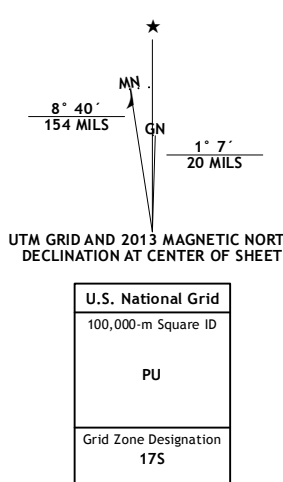 ★
MN
GN
8° 40´
154 MILS
1° 7´
20 MILS
UTM GRID AND 2013 MAGNETIC NORT
DECLINATION AT CENTER OF SHEET
U.S. National Grid
100,000-m Square ID
PU
Grid Zone Designation
17S